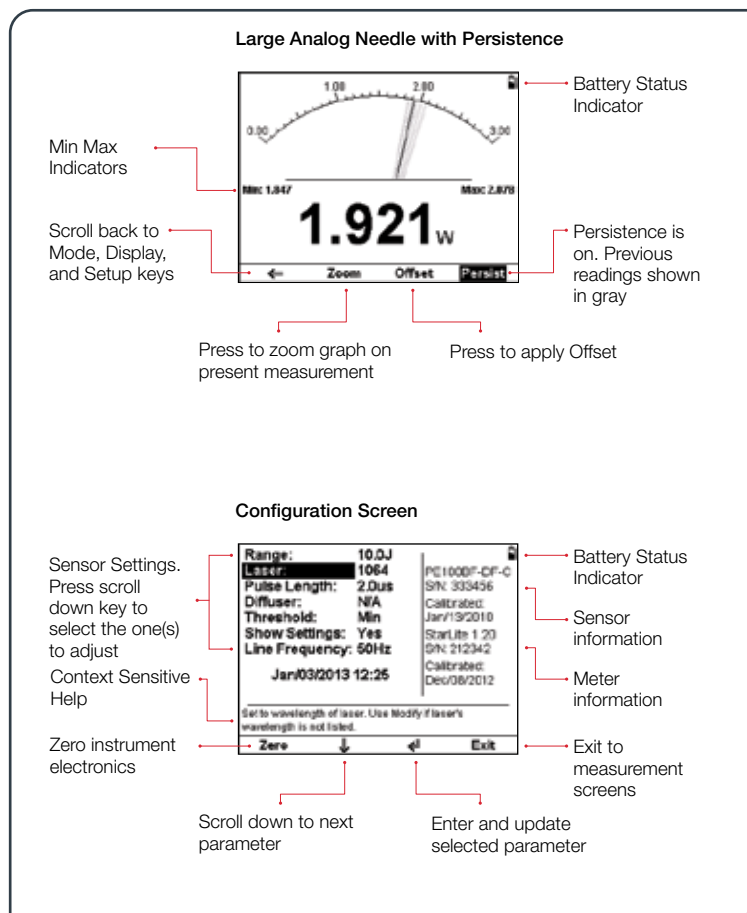 Large Analog Needle with Persistence
1.00
2.00
0.00
3.00
Battery Status
Indicator
Min Max
Indicators
Min: 1.847
Max: 2.078
1.921 W
Scroll back to
Mode, Display,
and Setup keys
Persistence is
on. Previous
readings shown
in gray
← Zoom Offset Persist
Press to zoom graph on
present measurement
Press to apply Offset
Configuration Screen
Sensor Settings.
Press scroll
down key to
select the one(s)
to adjust
Context Sensitive
Help
Zero instrument
electronics
Range: 10.0J
Laser: 1064
Pulse Length: 2.0us
Diffuser: N/A
Threshold: Min
Show Settings: Yes
Line Frequency: 50Hz
Jan/03/2013 12:25
PE100BF-DF-C
S/N: 333456
Calibrated:
Jan/13/2010
StarLite 1.20
S/N: 212342
Calibrated:
Dec/08/2012
Set to wavelength of laser. Use Modify if laser's
wavelength is not listed.
Zero ↓ ↵ Exit
Battery Status
Indicator
Sensor
information
Meter
information
Exit to
measurement
screens
Scroll down to next
parameter
Enter and update
selected parameter